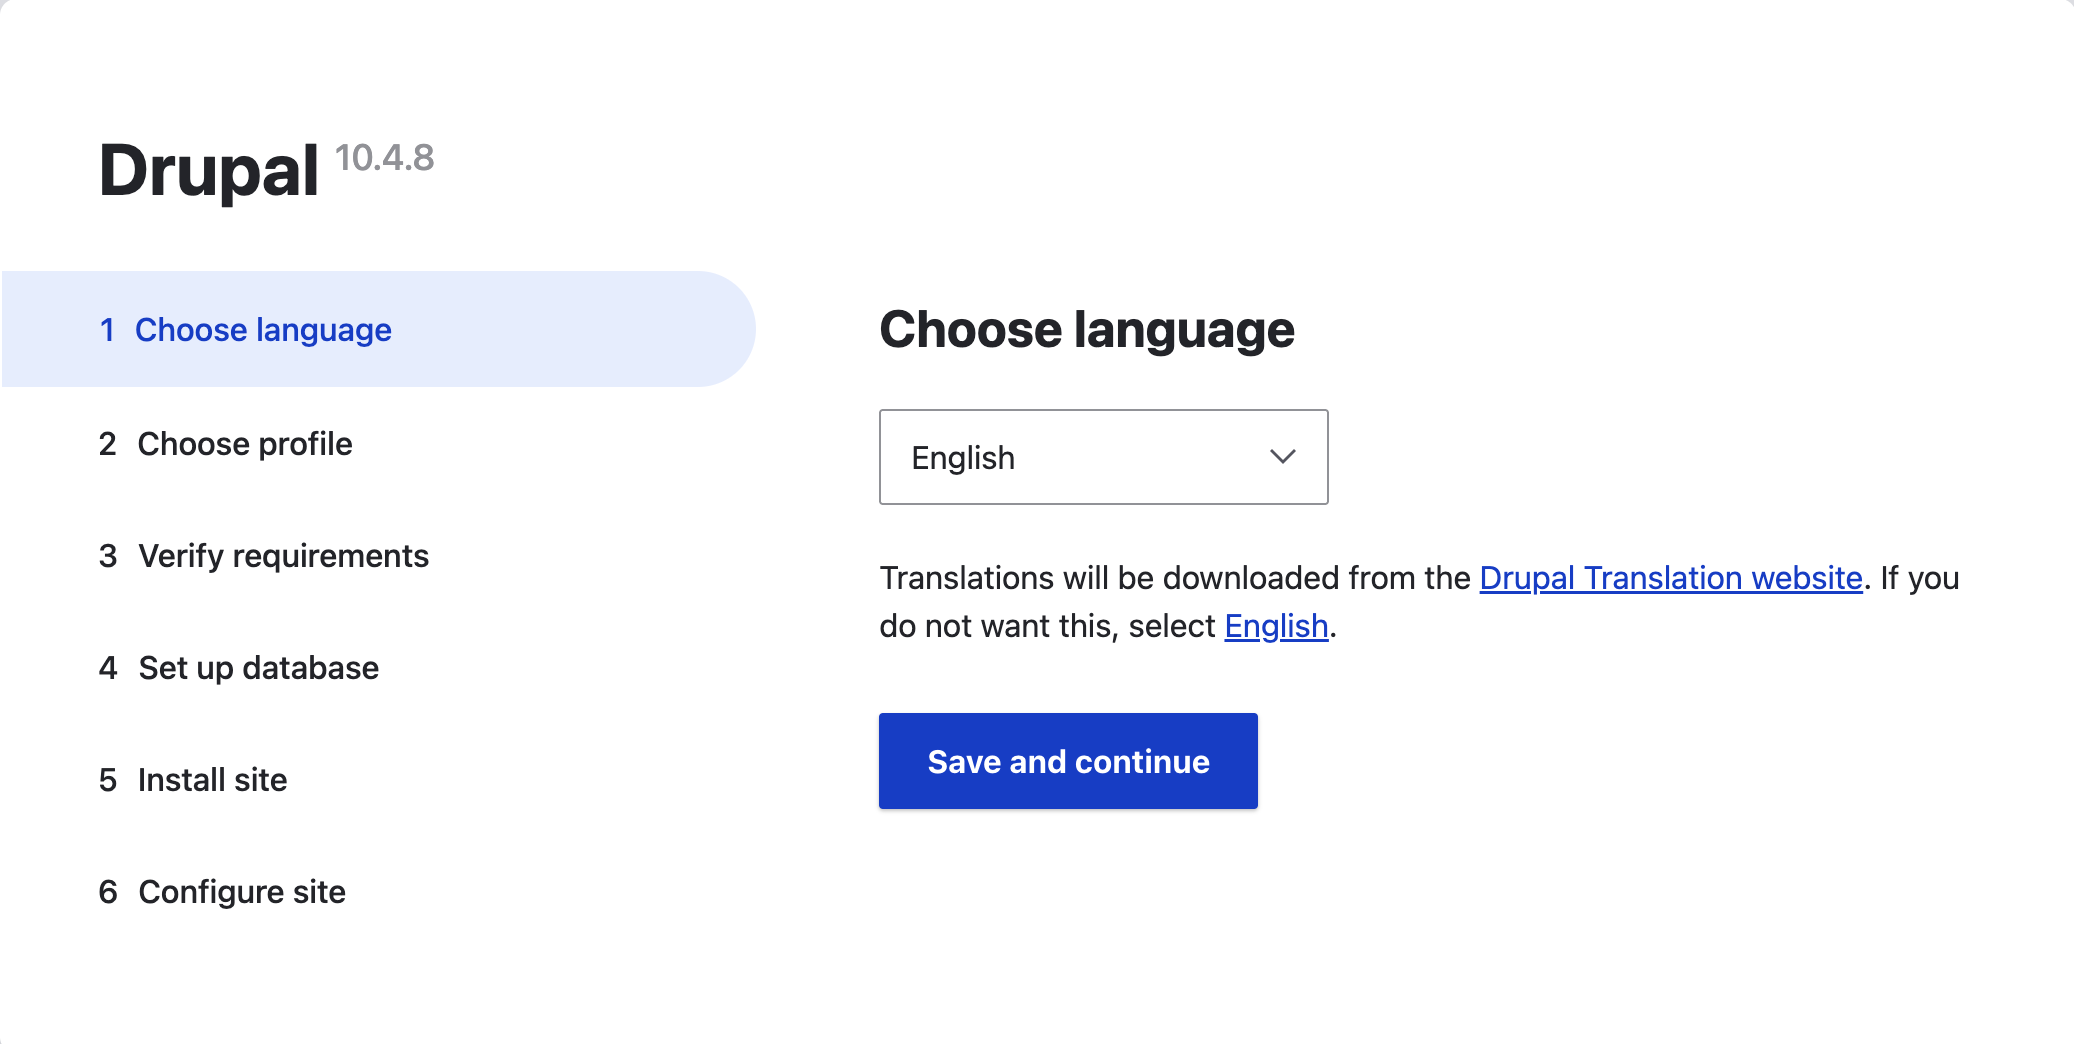 Drupal 10.4.8
1 Choose language
2 Choose profile
3 Verify requirements
4 Set up database
5 Install site
6 Configure site
Choose language
English
Translations will be downloaded from the Drupal Translation website. If you
do not want this, select English.
Save and continue